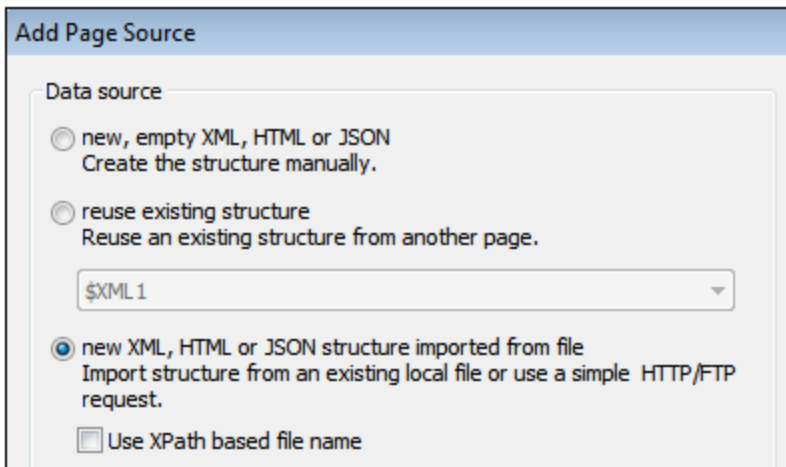 Add Page Source
Data source
new, empty XML, HTML or JSON
Create the structure manually.
reuse existing structure
Reuse an existing structure from another page.
$XML1
new XML, HTML or JSON structure imported from file
Import structure from an existing local file or use a simple HTTP/FTP
request.
Use XPath based file name